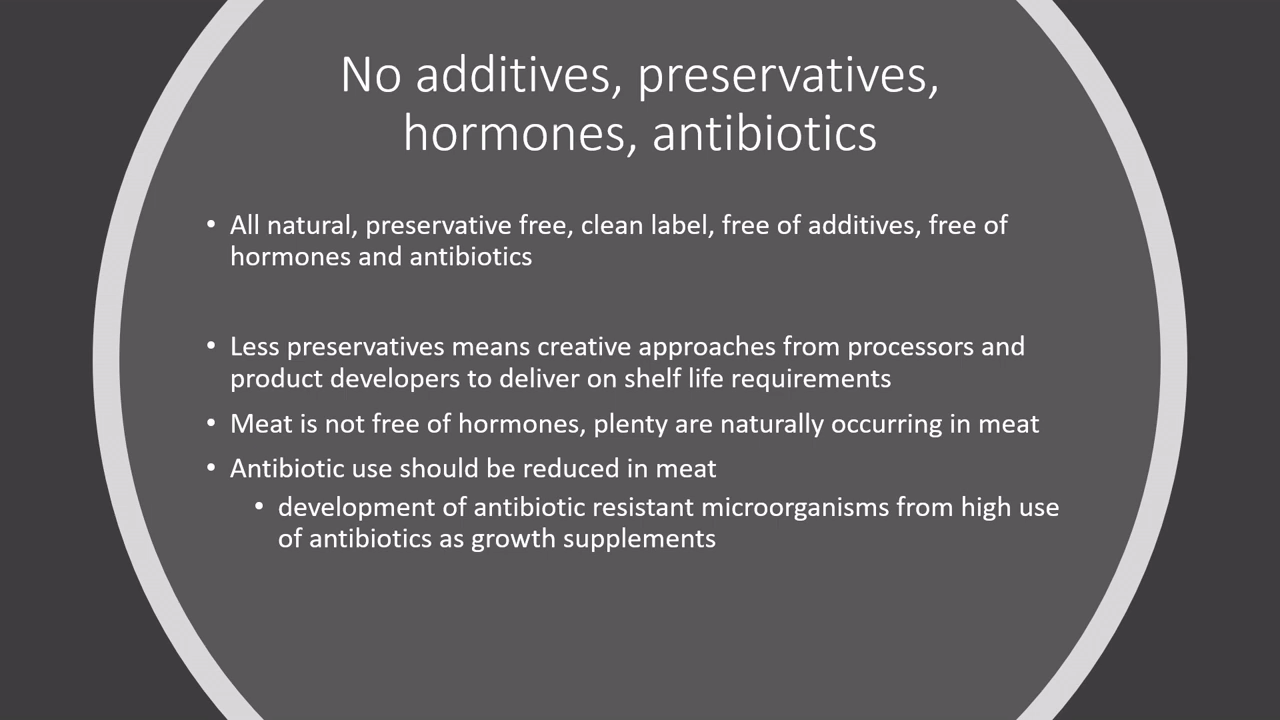 No additives, preservatives,
hormones, antibiotics
• All natural, preservative free, clean label, free of additives, free of
hormones and antibiotics
• Less preservatives means creative approaches from processors and
product developers to deliver on shelf life requirements
• Meat is not free of hormones, plenty are naturally occurring in meat
• Antibiotic use should be reduced in meat
• development of antibiotic resistant microorganisms from high use
of antibiotics as growth supplements